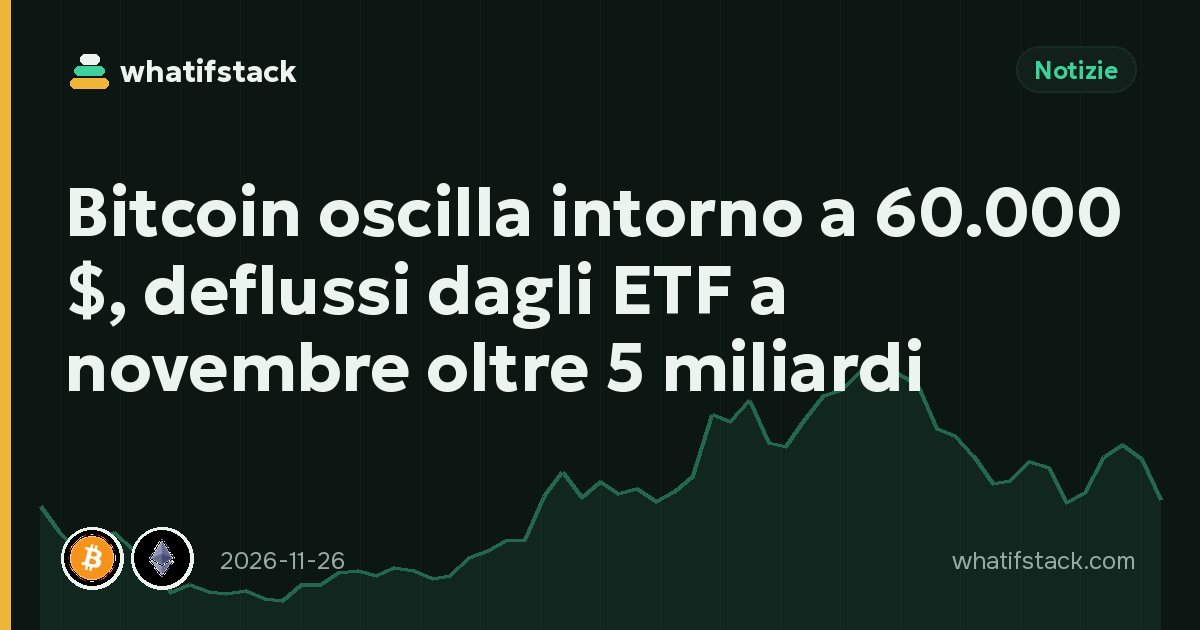 whatifstack
Notizie
Bitcoin oscilla intorno a 60.000
$, deflussi dagli ETF a
novembre oltre 5 miliardi
2026-11-26
whatifstack.com